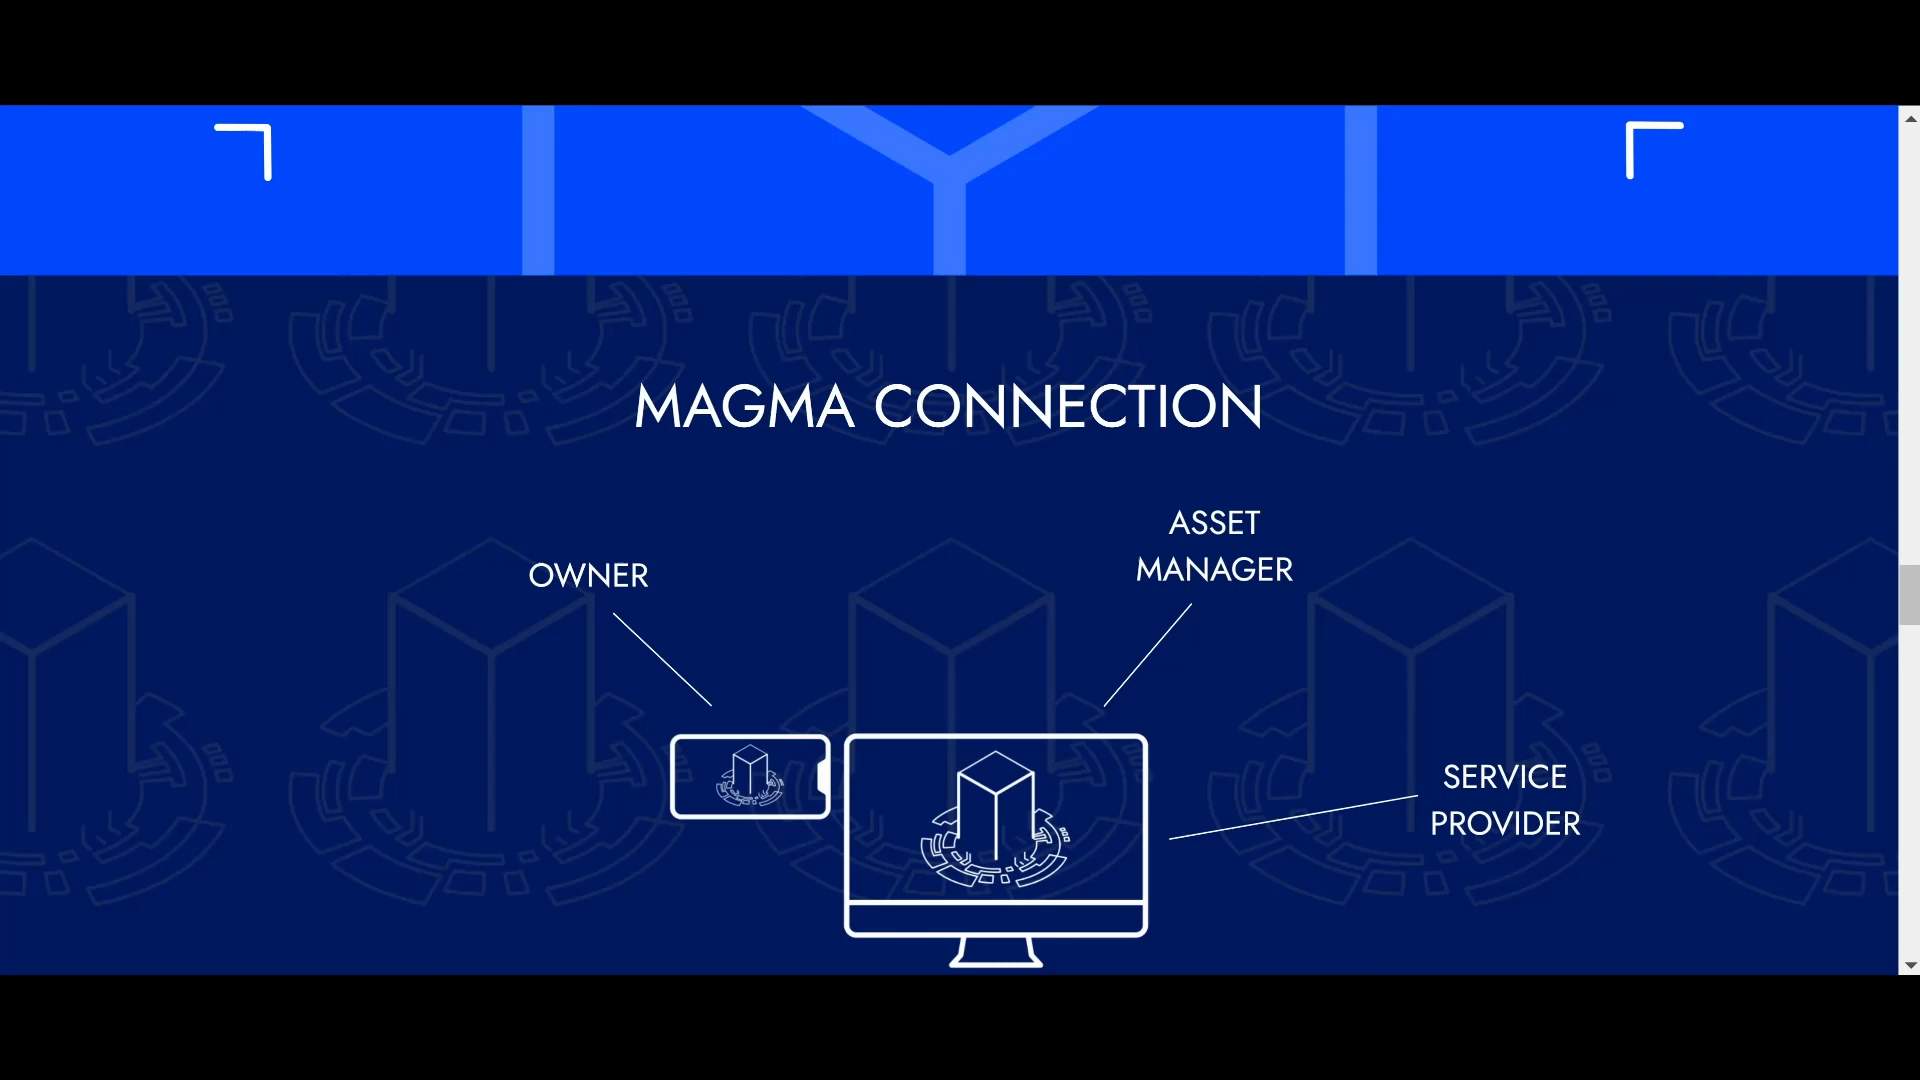 MAGMA CONNECTION
OWNER
ASSET
MANAGER
SERVICE
PROVIDER